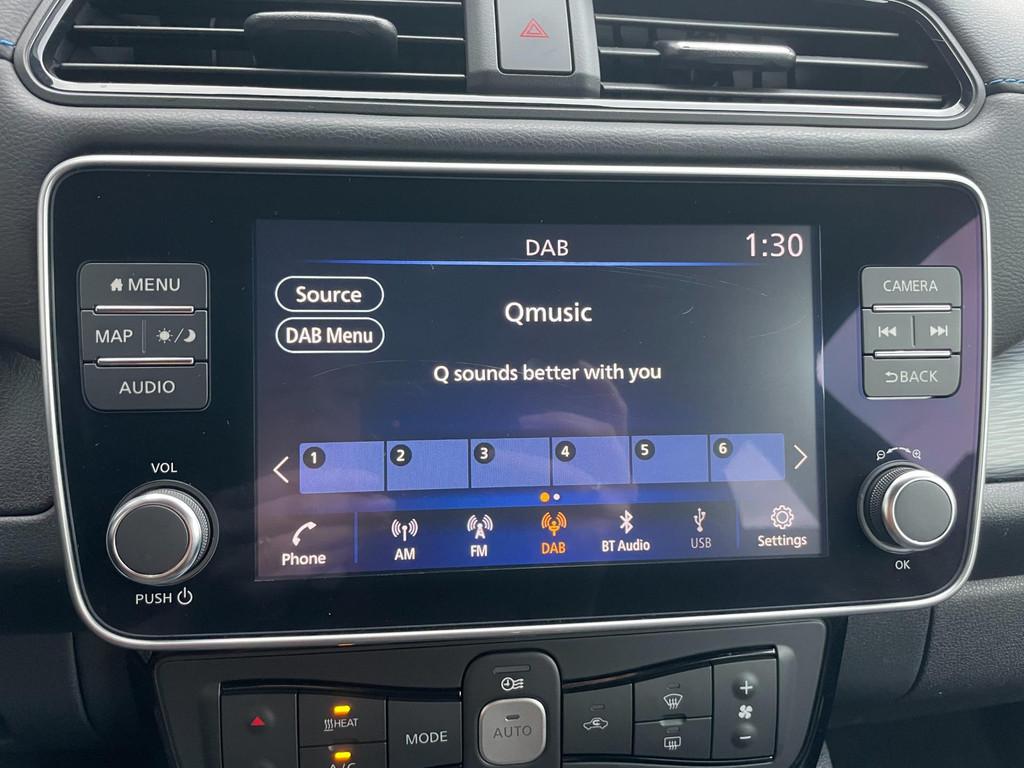 DAB
1:30
MENU
MAP
AUDIO
CAMERA
BACK
Source
DAB Menu
Qmusic
Q sounds better with you
1 2 3 4 5 6
Phone
AM
FM
DAB
BT Audio
USB
Settings
VOL
PUSH
OK
HEAT
A/C
MODE
AUTO
+
-